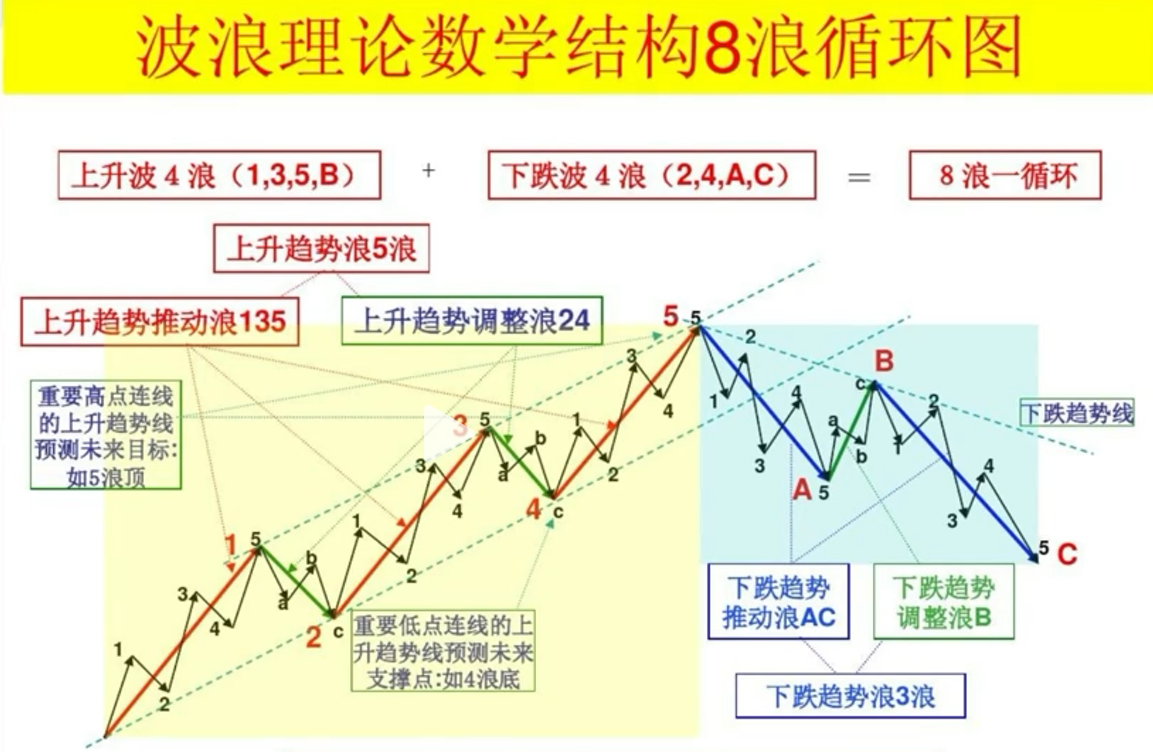 波浪理论数学结构8浪循环图
上升波 4 浪（1,3,5,B） + 下跌波 4 浪（2,4,A,C） = 8 浪一循环
上升趋势浪5浪
上升趋势推动浪135
上升趋势调整浪24
重要高点连线
的上升趋势线
预测未来目标:
如5浪顶
1
2
3
4
5
1
a
b
c
2
1
2
3
4
5
3
a
b
c
4
1
2
3
4
5
5
重要低点连线的上
升趋势线预测未来
支撑点:如4浪底
1
2
3
4
5
A
a
b
c
B
1
2
3
4
5
C
下跌趋势线
下跌趋势
推动浪AC
下跌趋势
调整浪B
下跌趋势浪3浪